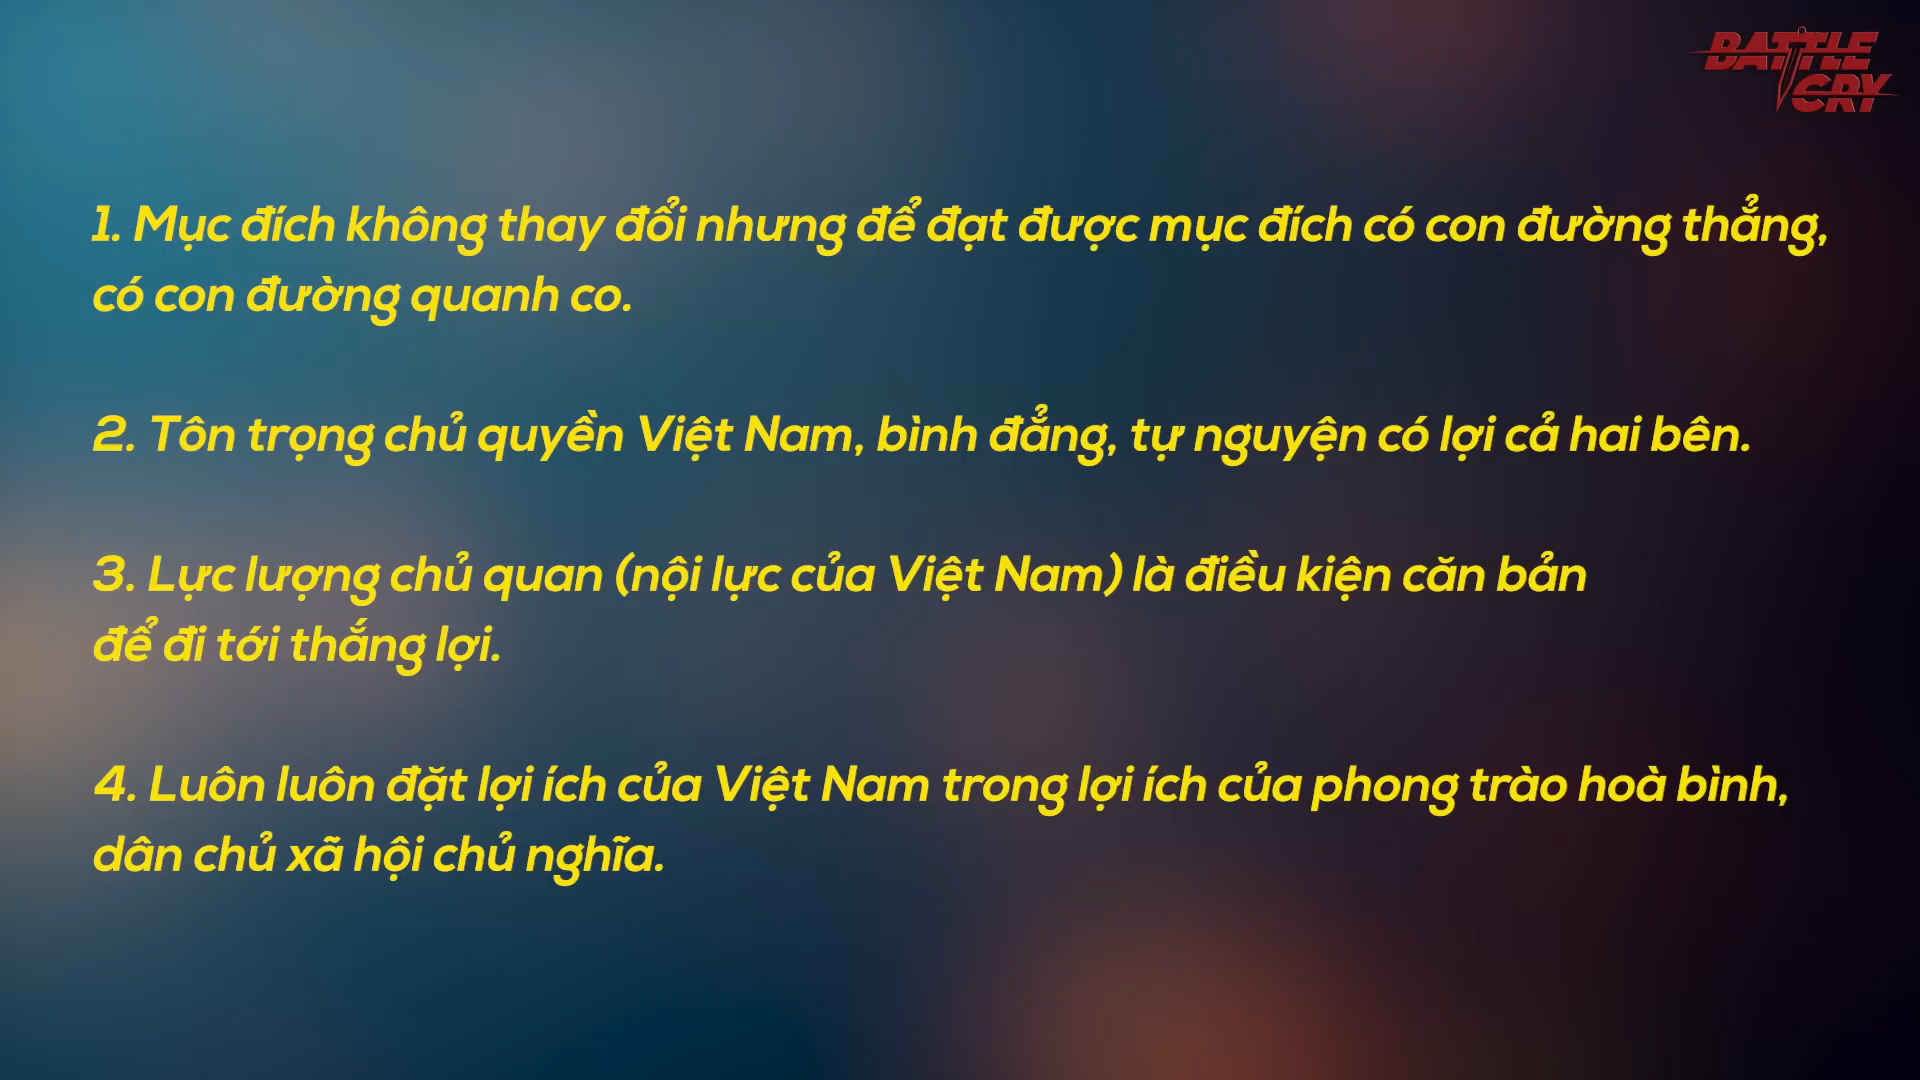 BATTLE
CRY
1. Mục đích không thay đổi nhưng để đạt được mục đích có con đường thẳng,
có con đường quanh co.
2. Tôn trọng chủ quyền Việt Nam, bình đẳng, tự nguyện có lợi cả hai bên.
3. Lực lượng chủ quan (nội lực của Việt Nam) là điều kiện căn bản
để đi tới thắng lợi.
4. Luôn luôn đặt lợi ích của Việt Nam trong lợi ích của phong trào hoà bình,
dân chủ xã hội chủ nghĩa.